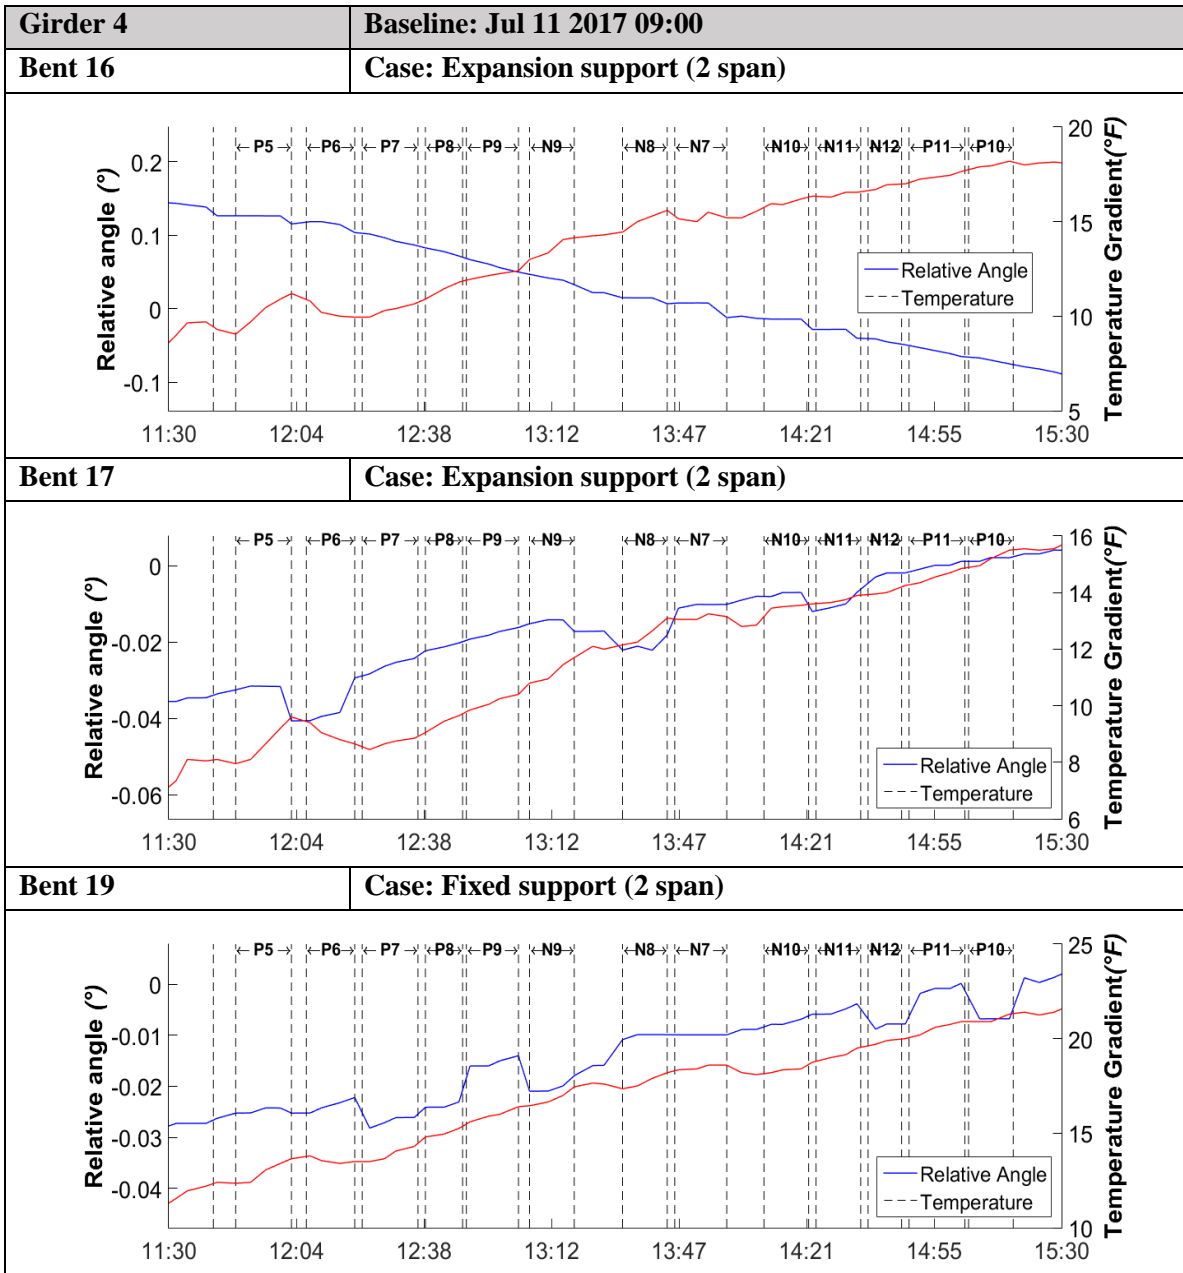 Girder 4 Baseline: Jul 11 2017 09:00
Bent 16 Case: Expansion support (2 span)
P5 P6 P7 P8 P9 N9 N8 N7 N10 N11 N12 P11 P10
Relative angle (°)
0.2
0.1
0
-0.1
20
15
10
5
Temperature Gradient(°F)
Relative Angle
Temperature
11:30 12:04 12:38 13:12 13:47 14:21 14:55 15:30
Bent 17 Case: Expansion support (2 span)
P5 P6 P7 P8 P9 N9 N8 N7 N10 N11 N12 P11 P10
Relative angle (°)
0
-0.02
-0.04
-0.06
16
14
12
10
8
6
Temperature Gradient(°F)
Relative Angle
Temperature
11:30 12:04 12:38 13:12 13:47 14:21 14:55 15:30
Bent 19 Case: Fixed support (2 span)
P5 P6 P7 P8 P9 N9 N8 N7 N10 N11 N12 P11 P10
Relative angle (°)
0
-0.01
-0.02
-0.03
-0.04
25
20
15
10
Temperature Gradient(°F)
Relative Angle
Temperature
11:30 12:04 12:38 13:12 13:47 14:21 14:55 15:30